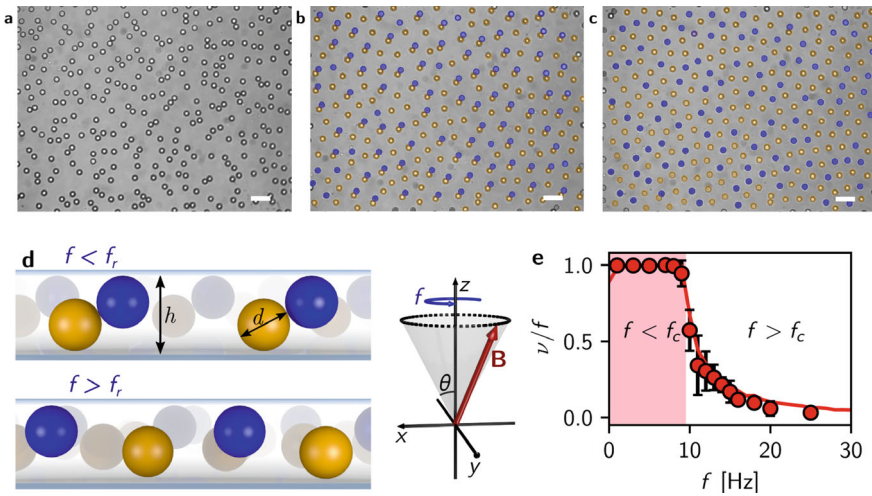 a
b
c
d
f < f_r
h
d
f > f_r
z
f
B
θ
x
y
e
ν/f
1.0
0.5
0.0
f < f_c
f > f_c
0
10
20
30
f [Hz]